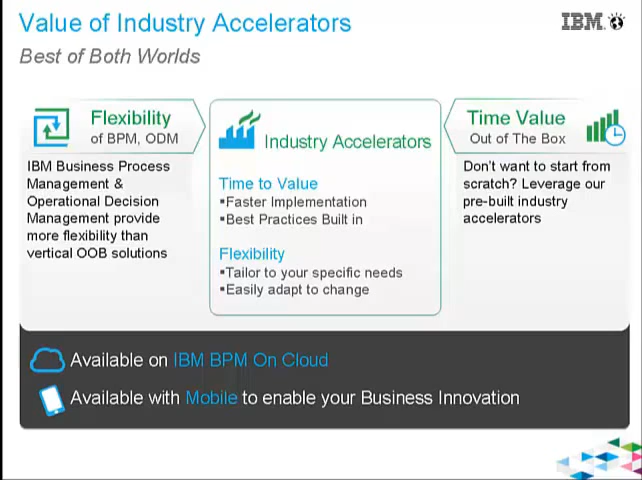 Value of Industry Accelerators
IBM
Best of Both Worlds
Flexibility
of BPM, ODM
IBM Business Process
Management &
Operational Decision
Management provide
more flexibility than
vertical OOB solutions
Industry Accelerators
Time to Value
▪Faster Implementation
▪Best Practices Built in
Flexibility
▪Tailor to your specific needs
▪Easily adapt to change
Time Value
Out of The Box
Don’t want to start from
scratch? Leverage our
pre-built industry
accelerators
Available on IBM BPM On Cloud
Available with Mobile to enable your Business Innovation